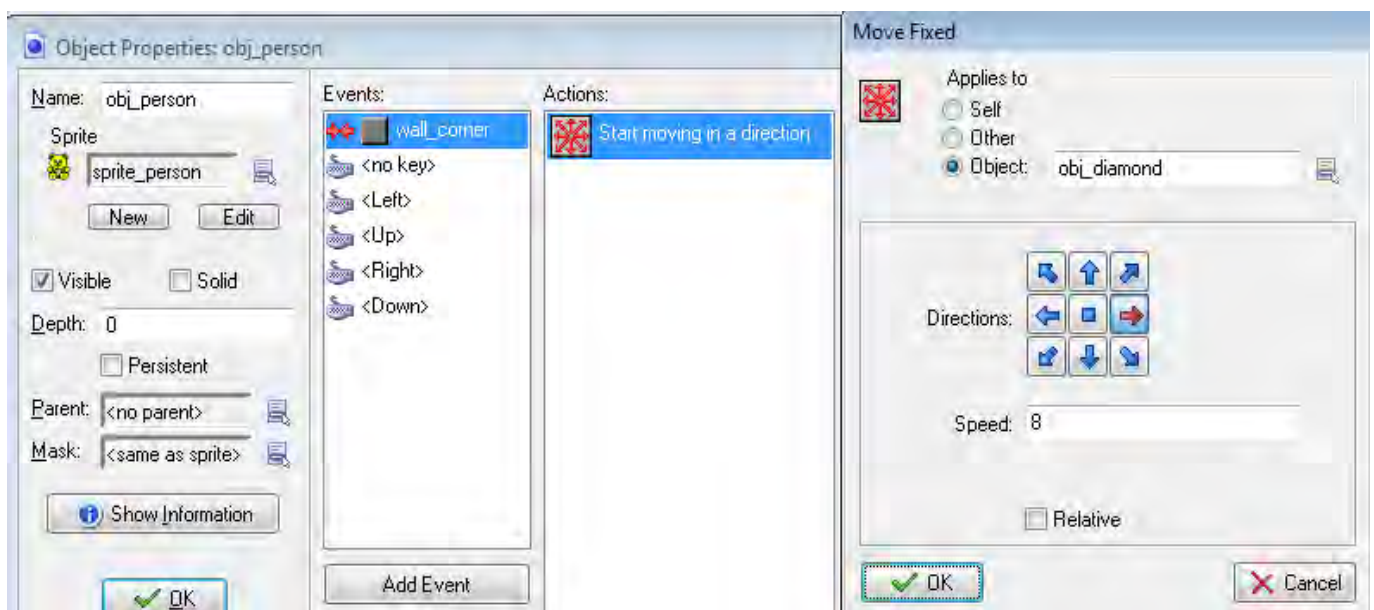 Object Properties: obj_person
Name: obj_person
Sprite
sprite_person
New Edit
Visible Solid
Depth: 0
Persistent
Parent: <no parent>
Mask: <same as sprite>
Show Information
OK
Events:
wall_corner
<no key>
<Left>
<Up>
<Right>
<Down>
Add Event
Actions:
Start moving in a direction
Move Fixed
Applies to
Self
Other
Object: obj_diamond
Directions:
Speed: 8
Relative
OK Cancel